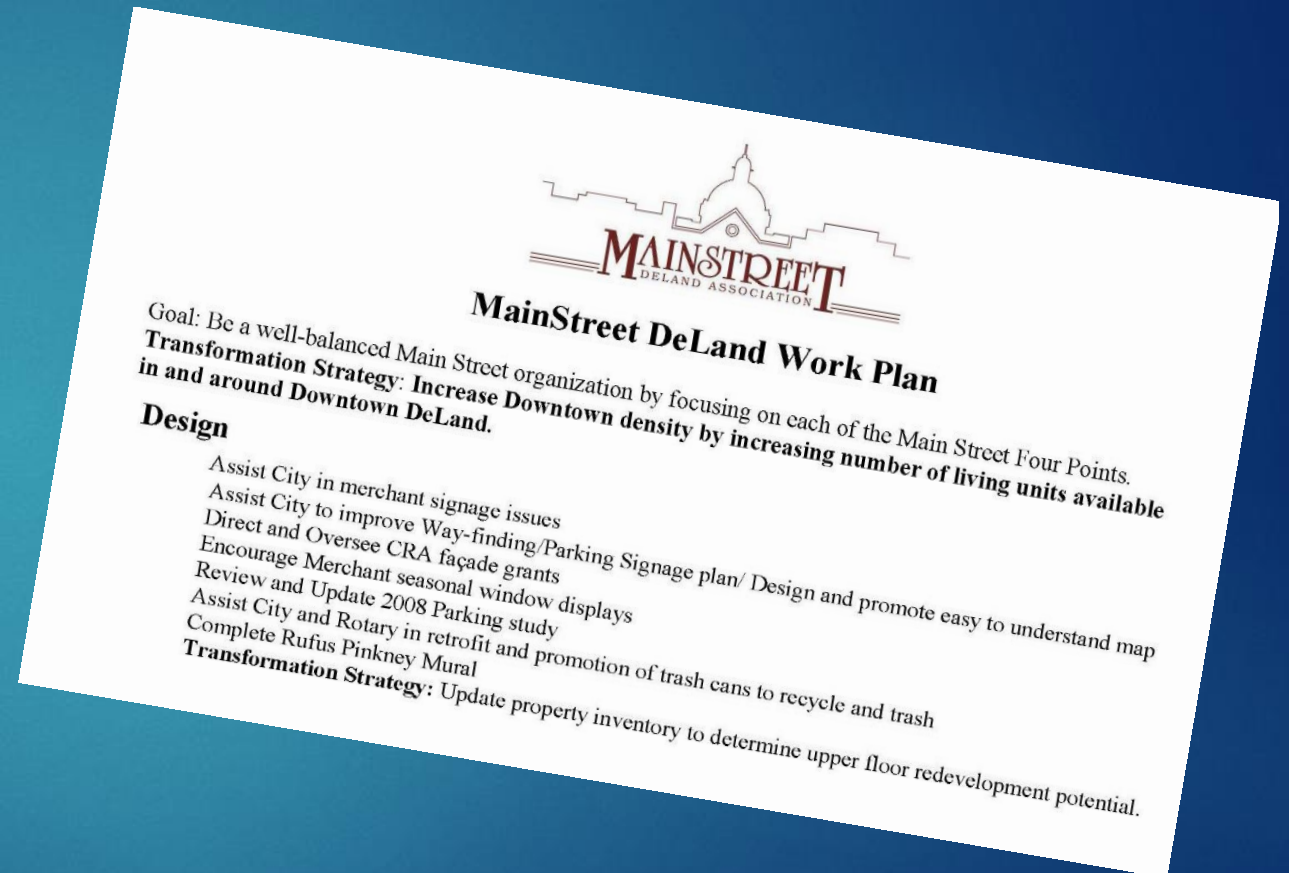 MAINSTREET
DELAND ASSOCIATION
MainStreet DeLand Work Plan
Goal: Be a well-balanced Main Street organization by focusing on each of the Main Street Four Points.
Transformation Strategy: Increase Downtown density by increasing number of living units available
in and around Downtown DeLand.
Design
Assist City in merchant signage issues
Assist City to improve Way-finding/Parking Signage plan/ Design and promote easy to understand map
Direct and Oversee CRA façade grants
Encourage Merchant seasonal window displays
Review and Update 2008 Parking study
Assist City and Rotary in retrofit and promotion of trash cans to recycle and trash
Complete Rufus Pinkney Mural
Transformation Strategy: Update property inventory to determine upper floor redevelopment potential.